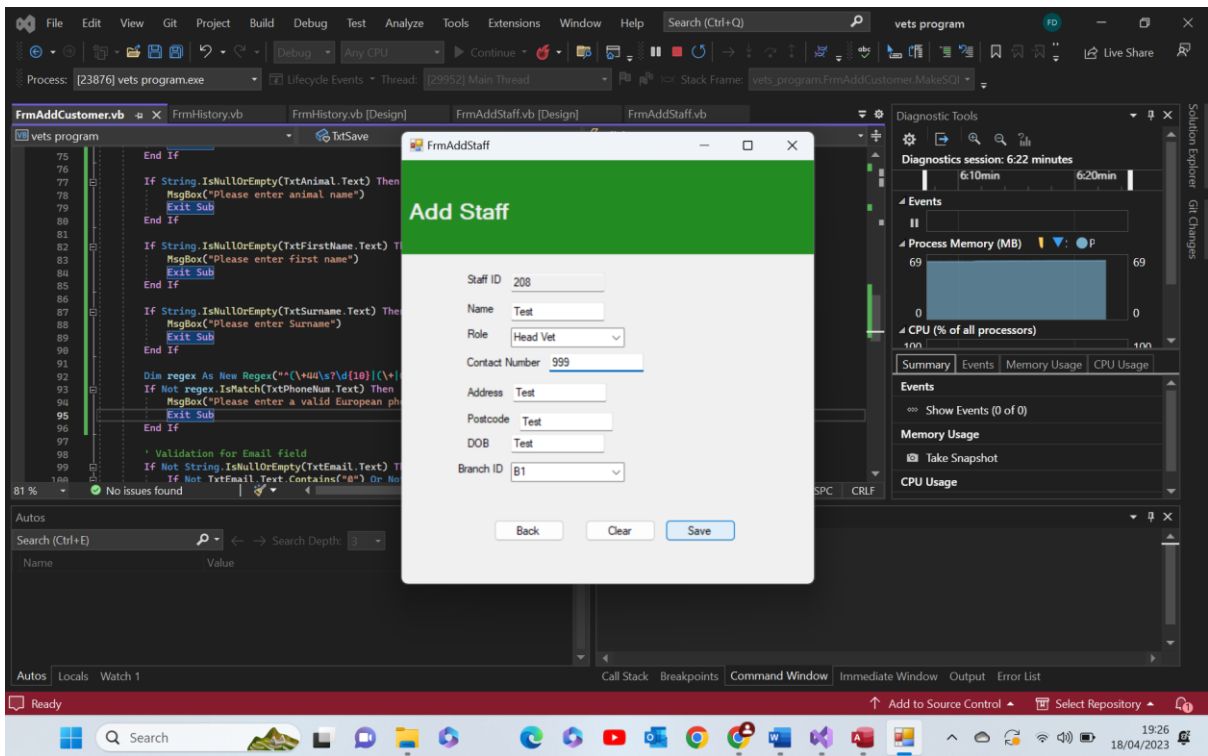 File Edit View Git Project Build Debug Test Analyze Tools Extensions Window Help Search (Ctrl+Q) vets program FD
Debug Any CPU Continue Live Share
Process: [23876] vets program.exe Lifecycle Events Thread: [29952] Main Thread Stack Frame: vets_program.FrmAddCustomer.MakeSQl
FrmAddCustomer.vb FrmHistory.vb FrmHistory.vb [Design] FrmAddStaff.vb [Design] FrmAddStaff.vb
vets program TxtSave
75 End If
76
77 If String.IsNullOrEmpty(TxtAnimal.Text) Then
78 MsgBox("Please enter animal name")
79 Exit Sub
80 End If
81
82 If String.IsNullOrEmpty(TxtFirstName.Text) T
83 MsgBox("Please enter first name")
84 Exit Sub
85 End If
86
87 If String.IsNullOrEmpty(TxtSurname.Text) The
88 MsgBox("Please enter Surname")
89 Exit Sub
90 End If
91
92 Dim regex As New Regex("^(\+44\s?\d{10}|(\+|
93 If Not regex.IsMatch(TxtPhoneNum.Text) Then
94 MsgBox("Please enter a valid European ph
95 Exit Sub
96 End If
97
98 ' Validation for Email field
99 If Not String.IsNullOrEmpty(TxtEmail.Text) T
100 If Not TxtEmail.Text.Contains("@") Or No
81 % No issues found SPC CRLF
FrmAddStaff
Add Staff
Staff ID 208
Name Test
Role Head Vet
Contact Number 999
Address Test
Postcode Test
DOB Test
Branch ID B1
Back Clear Save
Diagnostic Tools
Diagnostics session: 6:22 minutes
6:10min 6:20min
Events
Process Memory (MB) P
69 69
0 0
CPU (% of all processors)
100 100
Summary Events Memory Usage CPU Usage
Events
Show Events (0 of 0)
Memory Usage
Take Snapshot
CPU Usage
Solution Explorer
Git Changes
Autos
Search (Ctrl+E) Search Depth: 3
Name Value
Autos Locals Watch 1
Call Stack Breakpoints Command Window Immediate Window Output Error List
Ready Add to Source Control Select Repository
Search
19:26
18/04/2023